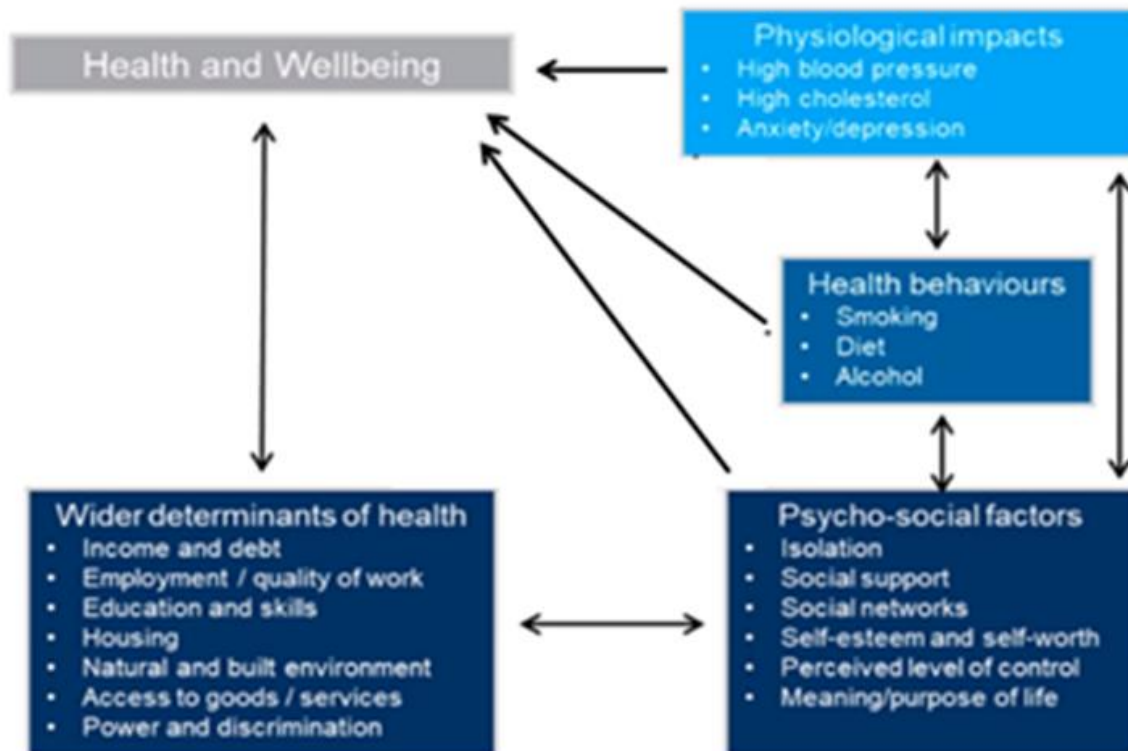 Health and Wellbeing
Physiological impacts
• High blood pressure
• High cholesterol
• Anxiety/depression
Health behaviours
• Smoking
• Diet
• Alcohol
Wider determinants of health
• Income and debt
• Employment / quality of work
• Education and skills
• Housing
• Natural and built environment
• Access to goods / services
• Power and discrimination
Psycho-social factors
• Isolation
• Social support
• Social networks
• Self-esteem and self-worth
• Perceived level of control
• Meaning/purpose of life